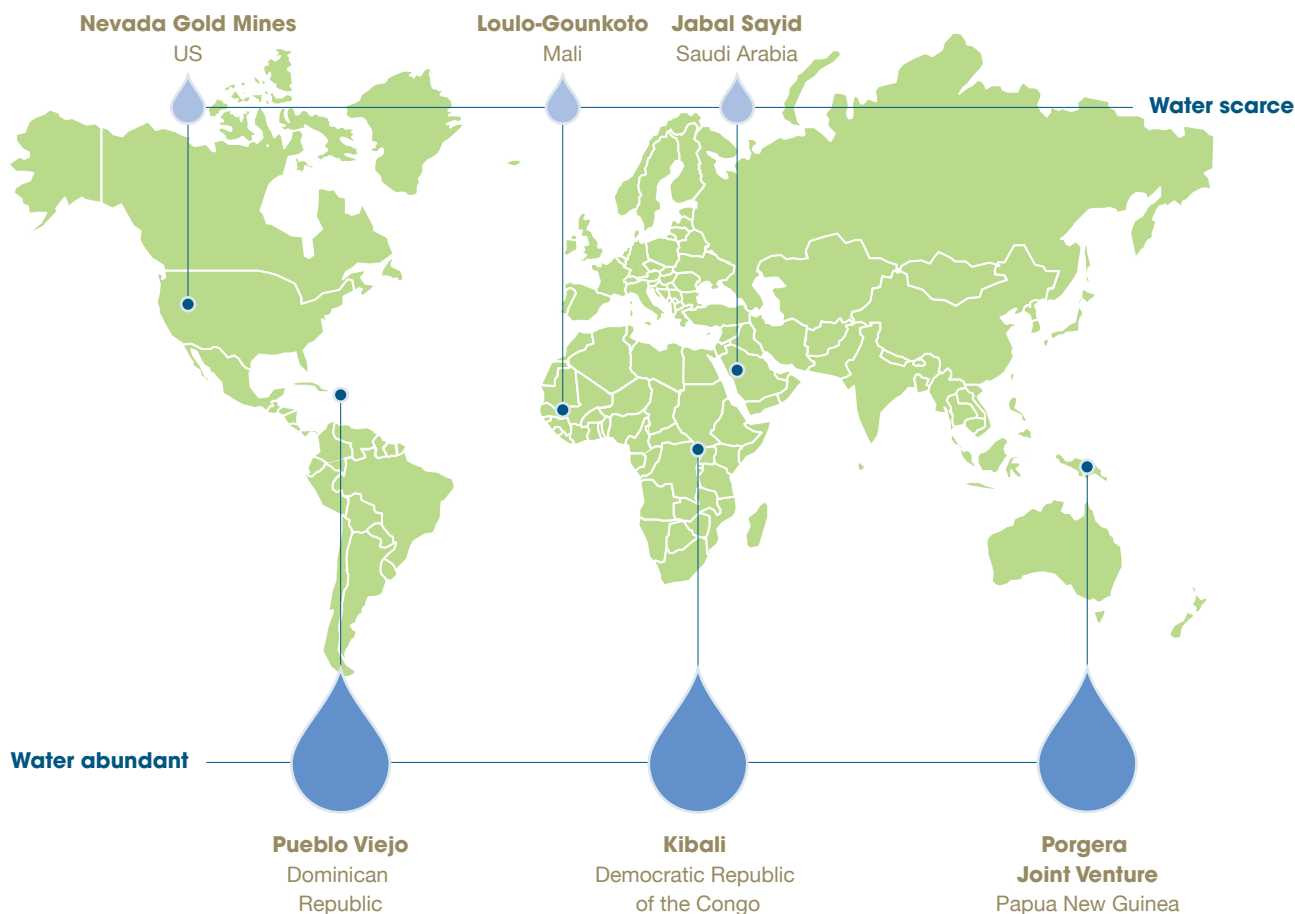 Nevada Gold Mines
US
Loulo-Gounkoto
Mali
Jabal Sayid
Saudi Arabia
Water scarce
Water abundant
Pueblo Viejo
Dominican
Republic
Kibali
Democratic Republic
of the Congo
Porgera
Joint Venture
Papua New Guinea